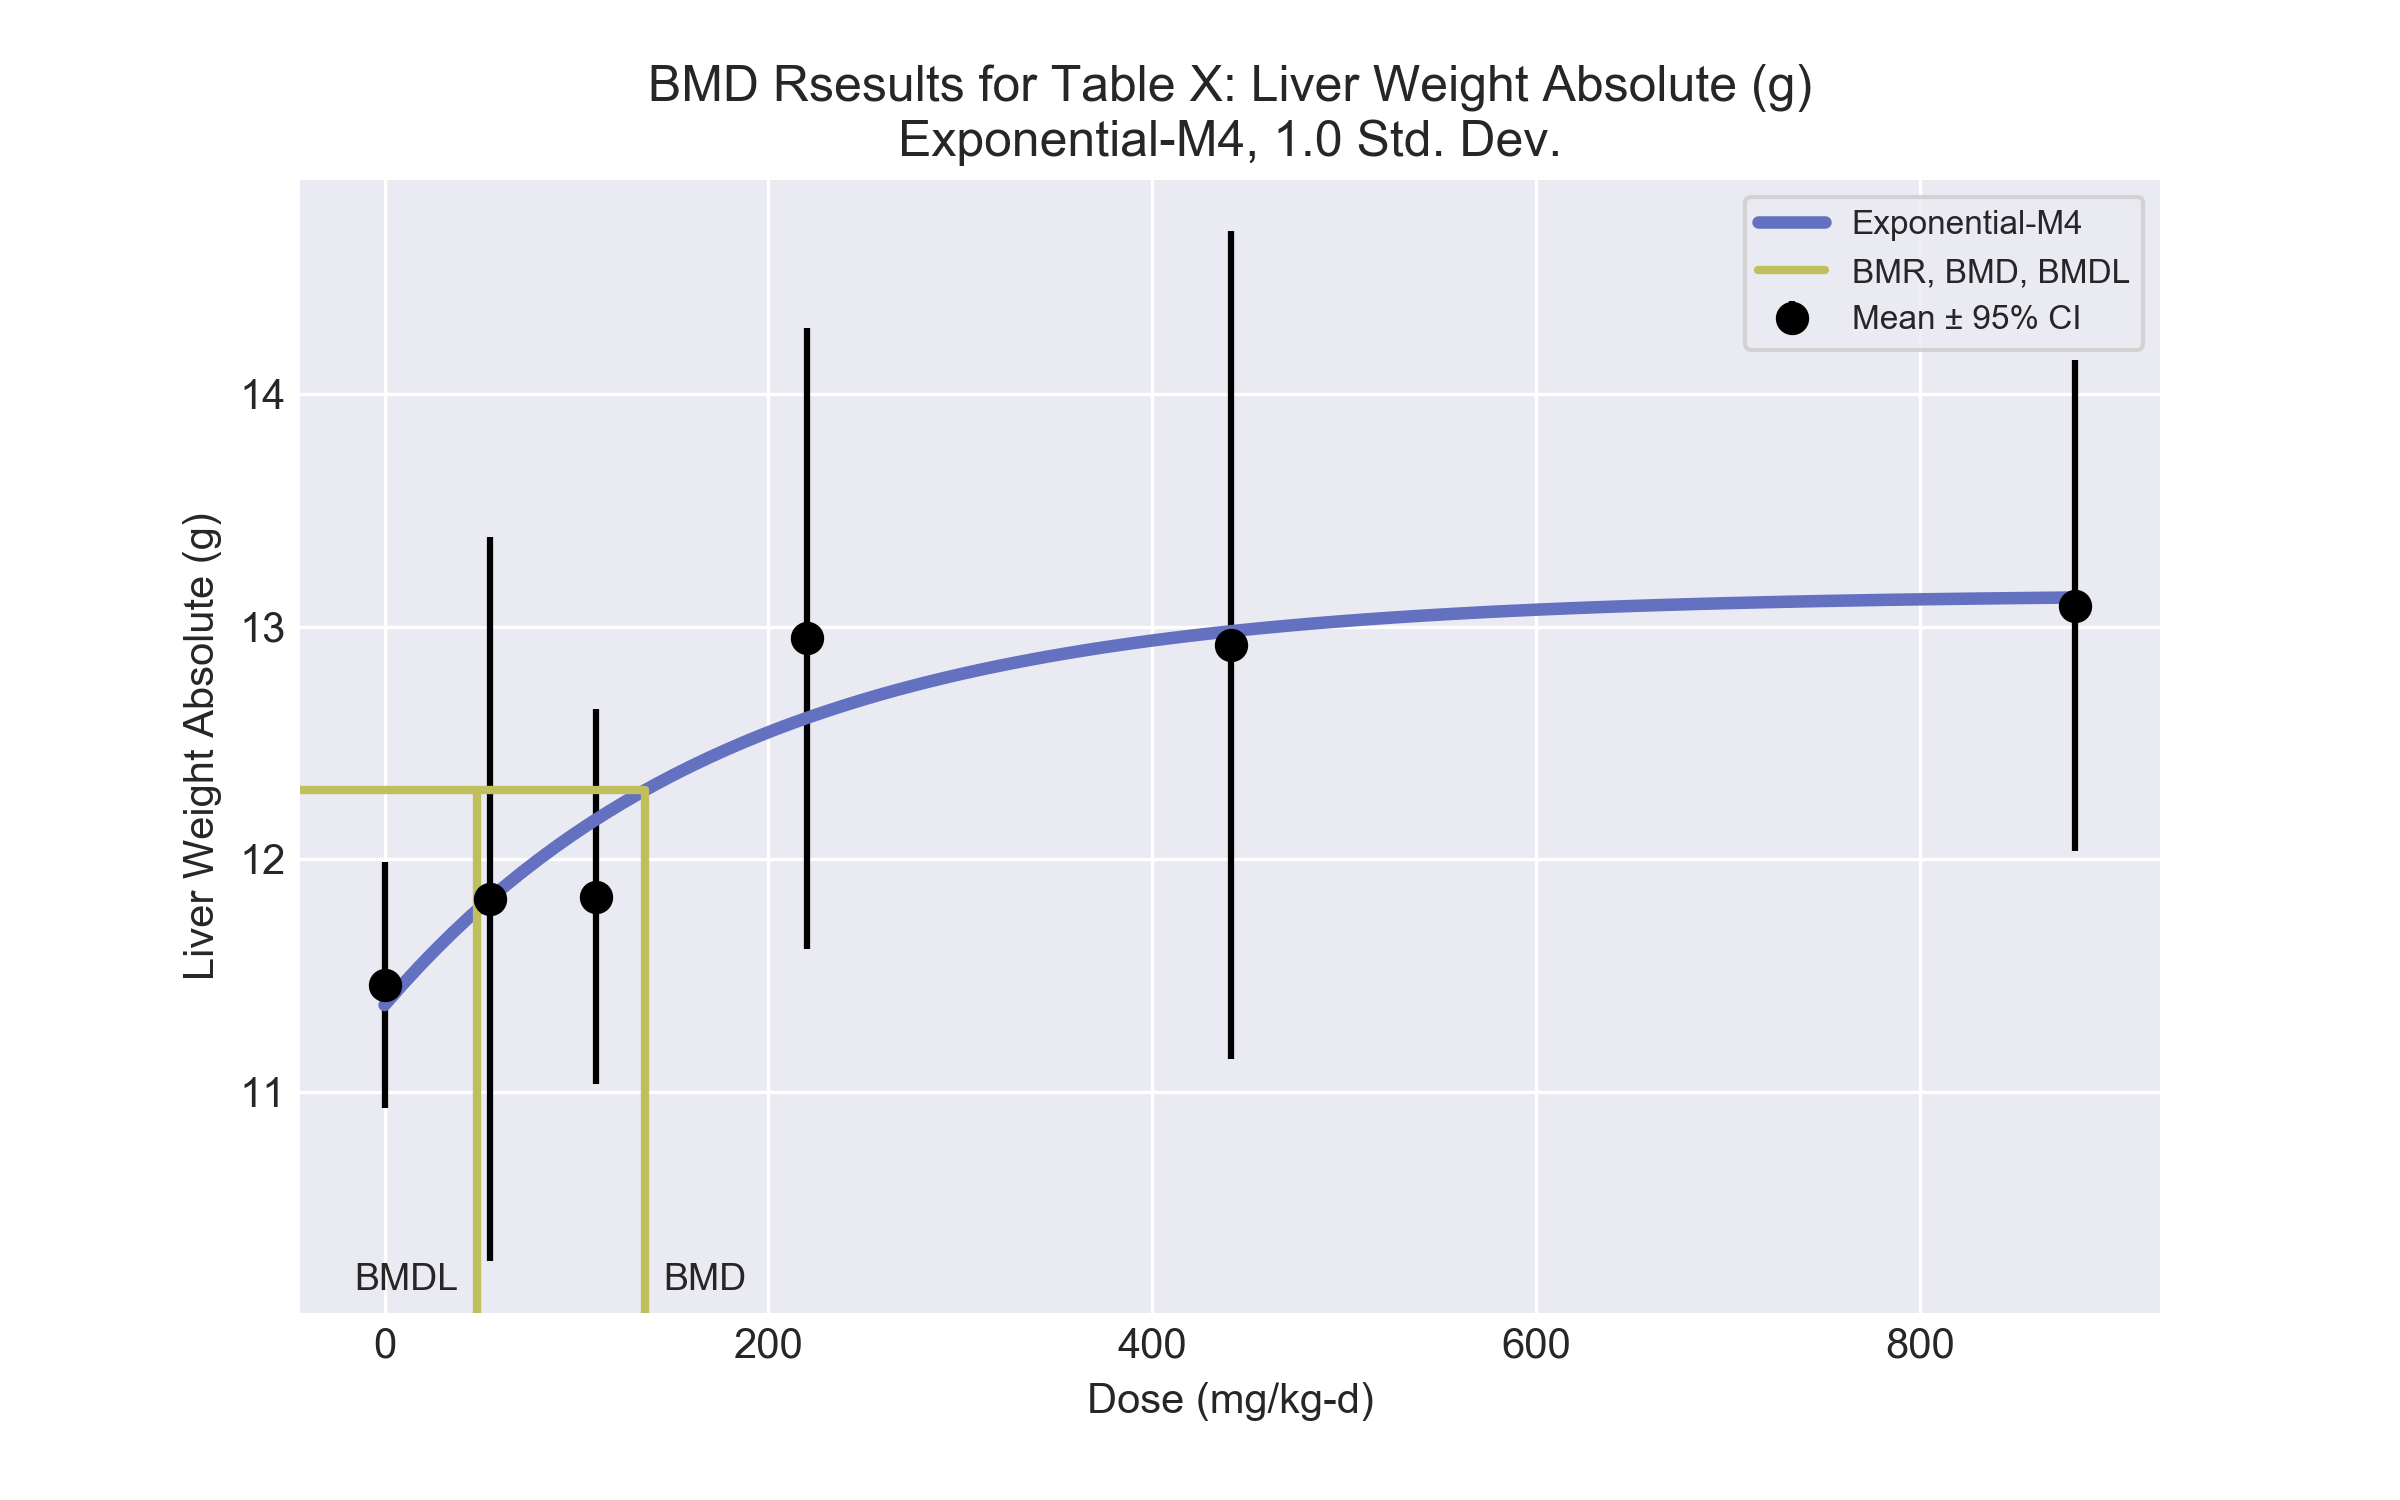 BMD Rsesults for Table X: Liver Weight Absolute (g)
Exponential-M4, 1.0 Std. Dev.
Exponential-M4
BMR, BMD, BMDL
Mean ± 95% CI
Liver Weight Absolute (g)
14
13
12
11
BMDL
BMD
0
200
400
600
800
Dose (mg/kg-d)